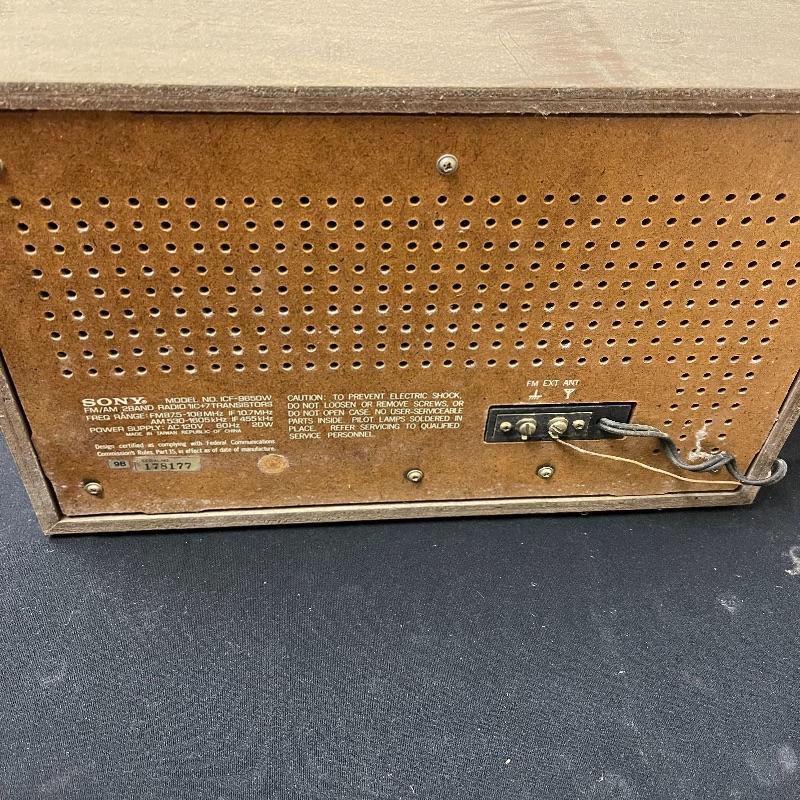 SONY® MODEL NO. ICF-9650W
FM/AM 2BAND RADIO 1IC+7TRANSISTORS
FREQ RANGE: FM87.5-108MHz IF 10.7MHz
AM 530-1605kHz IF 455kHz
POWER SUPPLY: AC 120V 60Hz 20W
MADE IN TAIWAN REPUBLIC OF CHINA
Design certified as complying with Federal Communications
Commission's Rules, Part 15, in effect as of date of manufacture.
9B SERIAL NO. 178177
CAUTION: TO PREVENT ELECTRIC SHOCK,
DO NOT LOOSEN OR REMOVE SCREWS, OR
DO NOT OPEN CASE. NO USER-SERVICEABLE
PARTS INSIDE. PILOT LAMPS SOLDERED IN
PLACE. REFER SERVICING TO QUALIFIED
SERVICE PERSONNEL.
FM EXT ANT